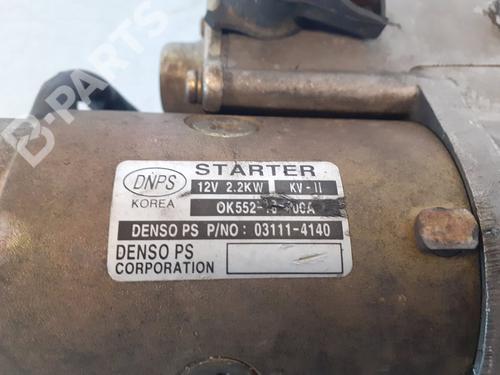 B-PARTS
DNPS
KOREA
STARTER
12V 2.2KW KV-II
DENSO PS P/NO: 03111-4140
DENSO PS
CORPORATION